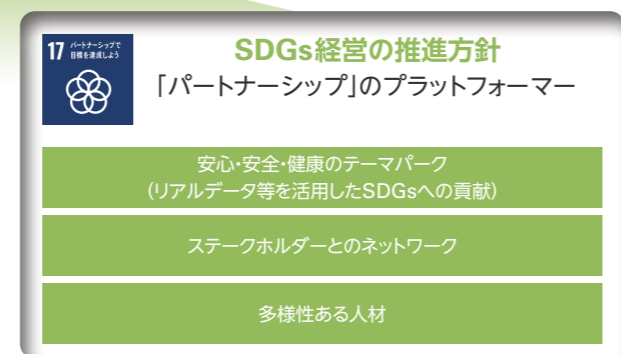 17 パートナーシップで
目標を達成しよう
SDGs経営の推進方針
「パートナーシップ」のプラットフォーマー
安心・安全・健康のテーマパーク
（リアルデータ等を活用したSDGsへの貢献）
ステークホルダーとのネットワーク
多様性ある人材